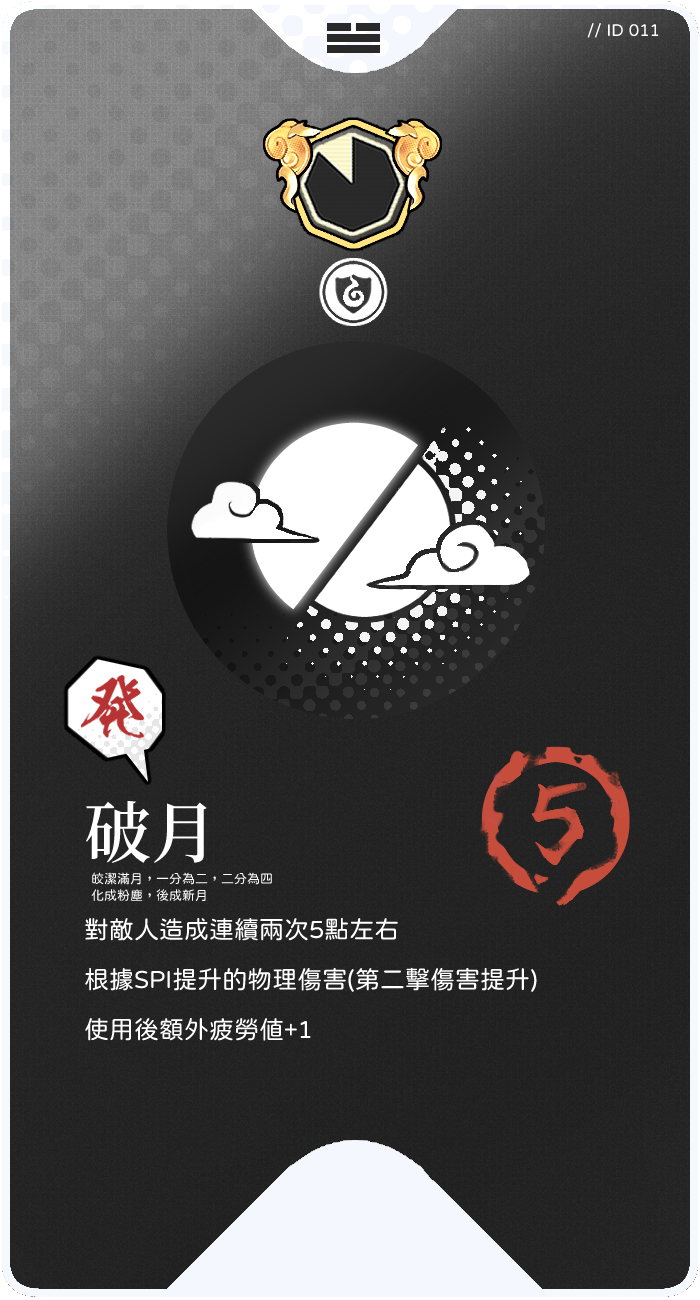 // ID 011
發
破月
5
皎潔滿月，一分為二，二分為四
化成粉塵，後成新月
對敵人造成連續兩次5點左右
根據SPI提升的物理傷害(第二擊傷害提升)
使用後額外疲勞値+1